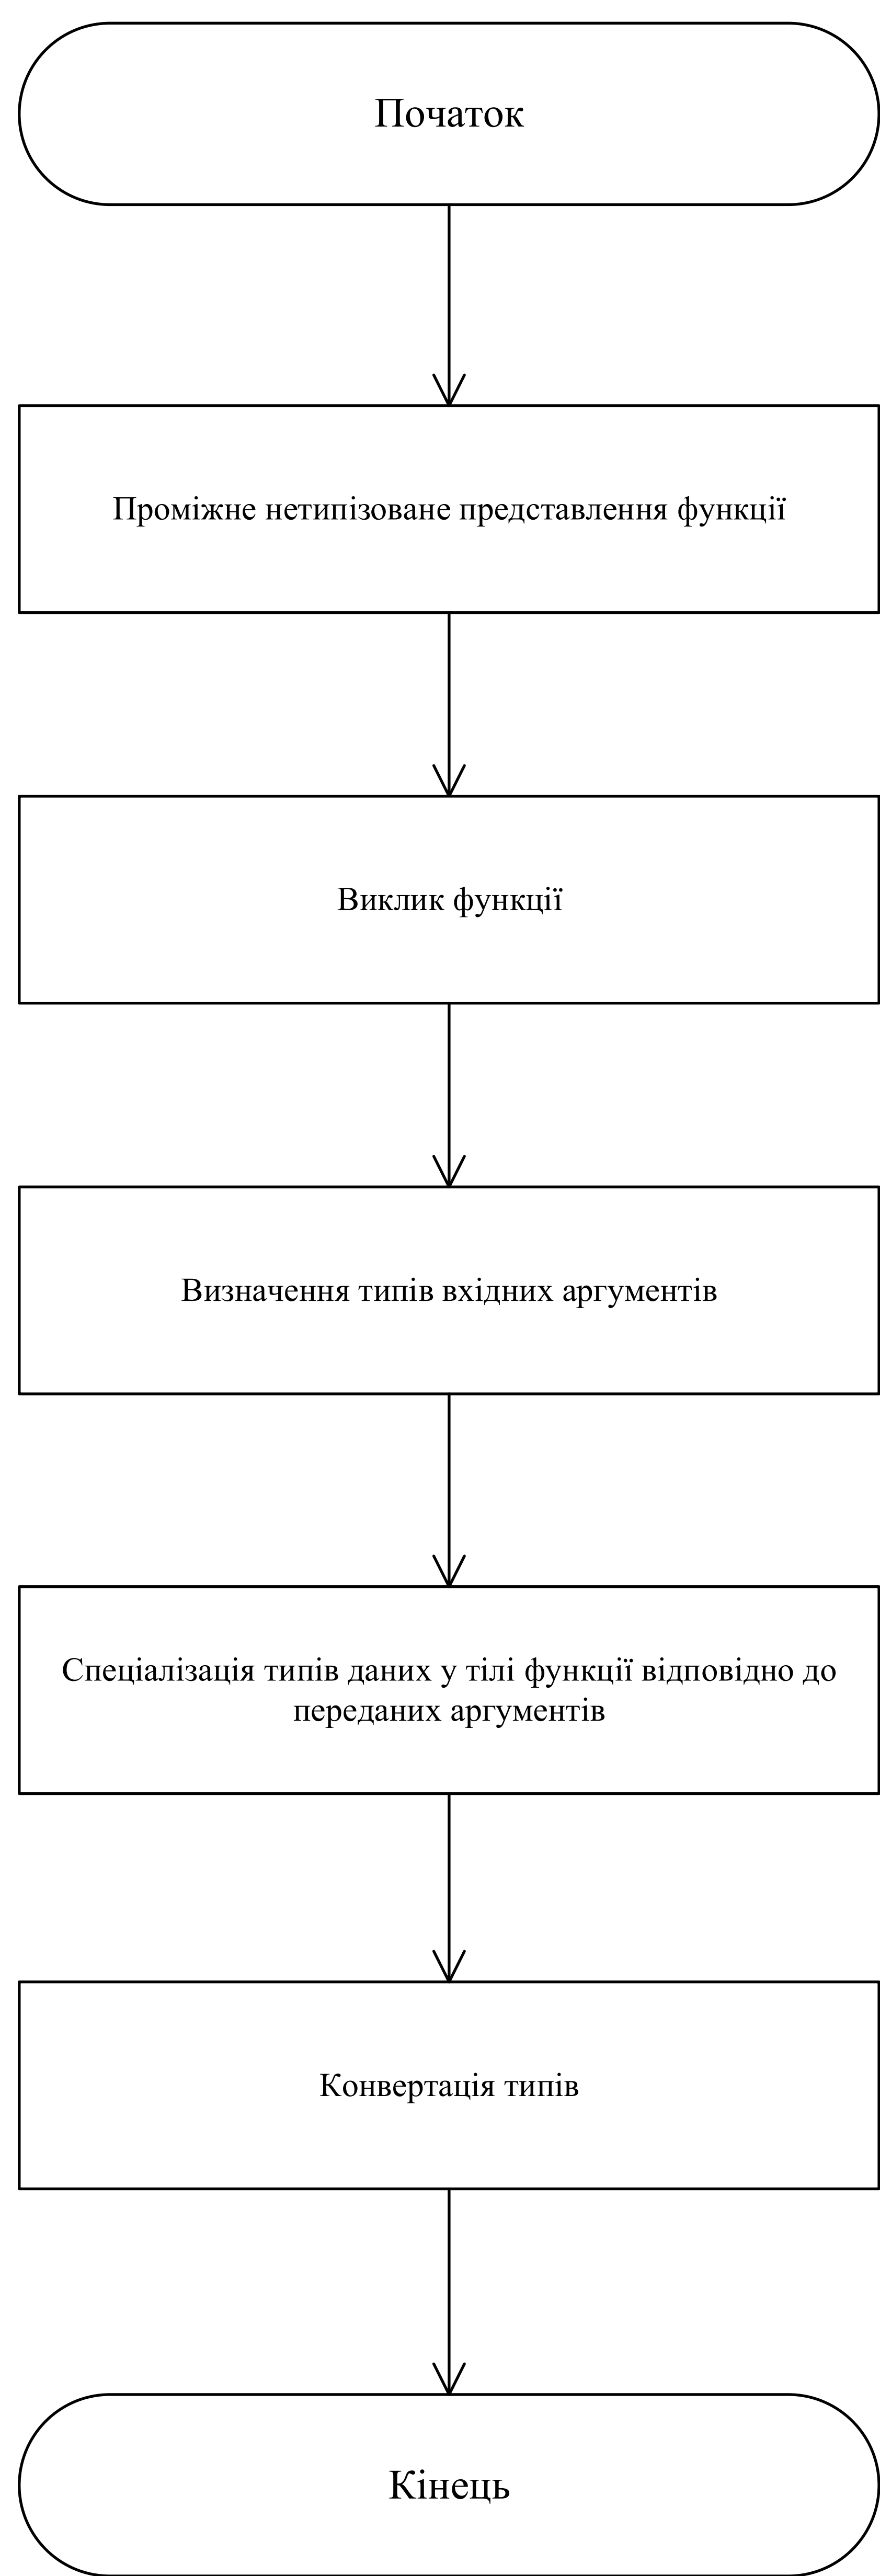 Початок
Проміжне нетипізоване представлення функції
Виклик функції
Визначення типів вхідних аргументів
Спеціалізація типів даних у тілі функції відповідно до
переданих аргументів
Конвертація типів
Кінець